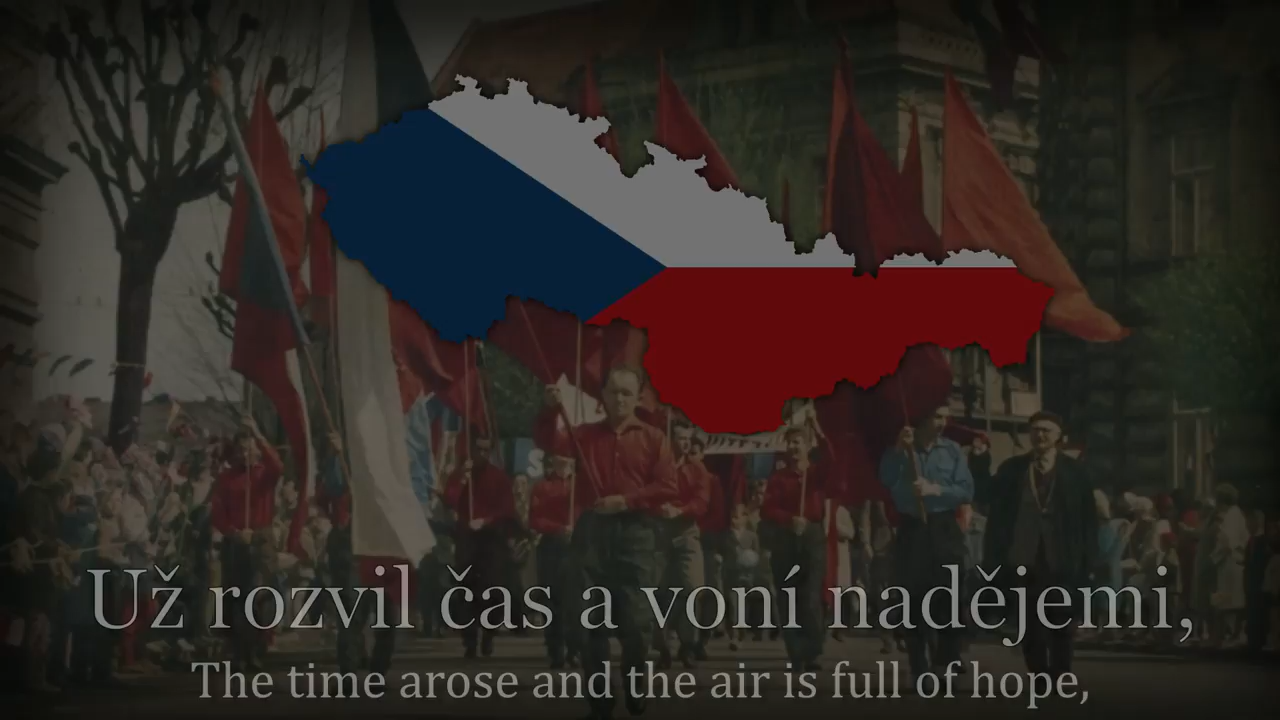 Už rozvil čas a voní nadějemi,
The time arose and the air is full of hope,